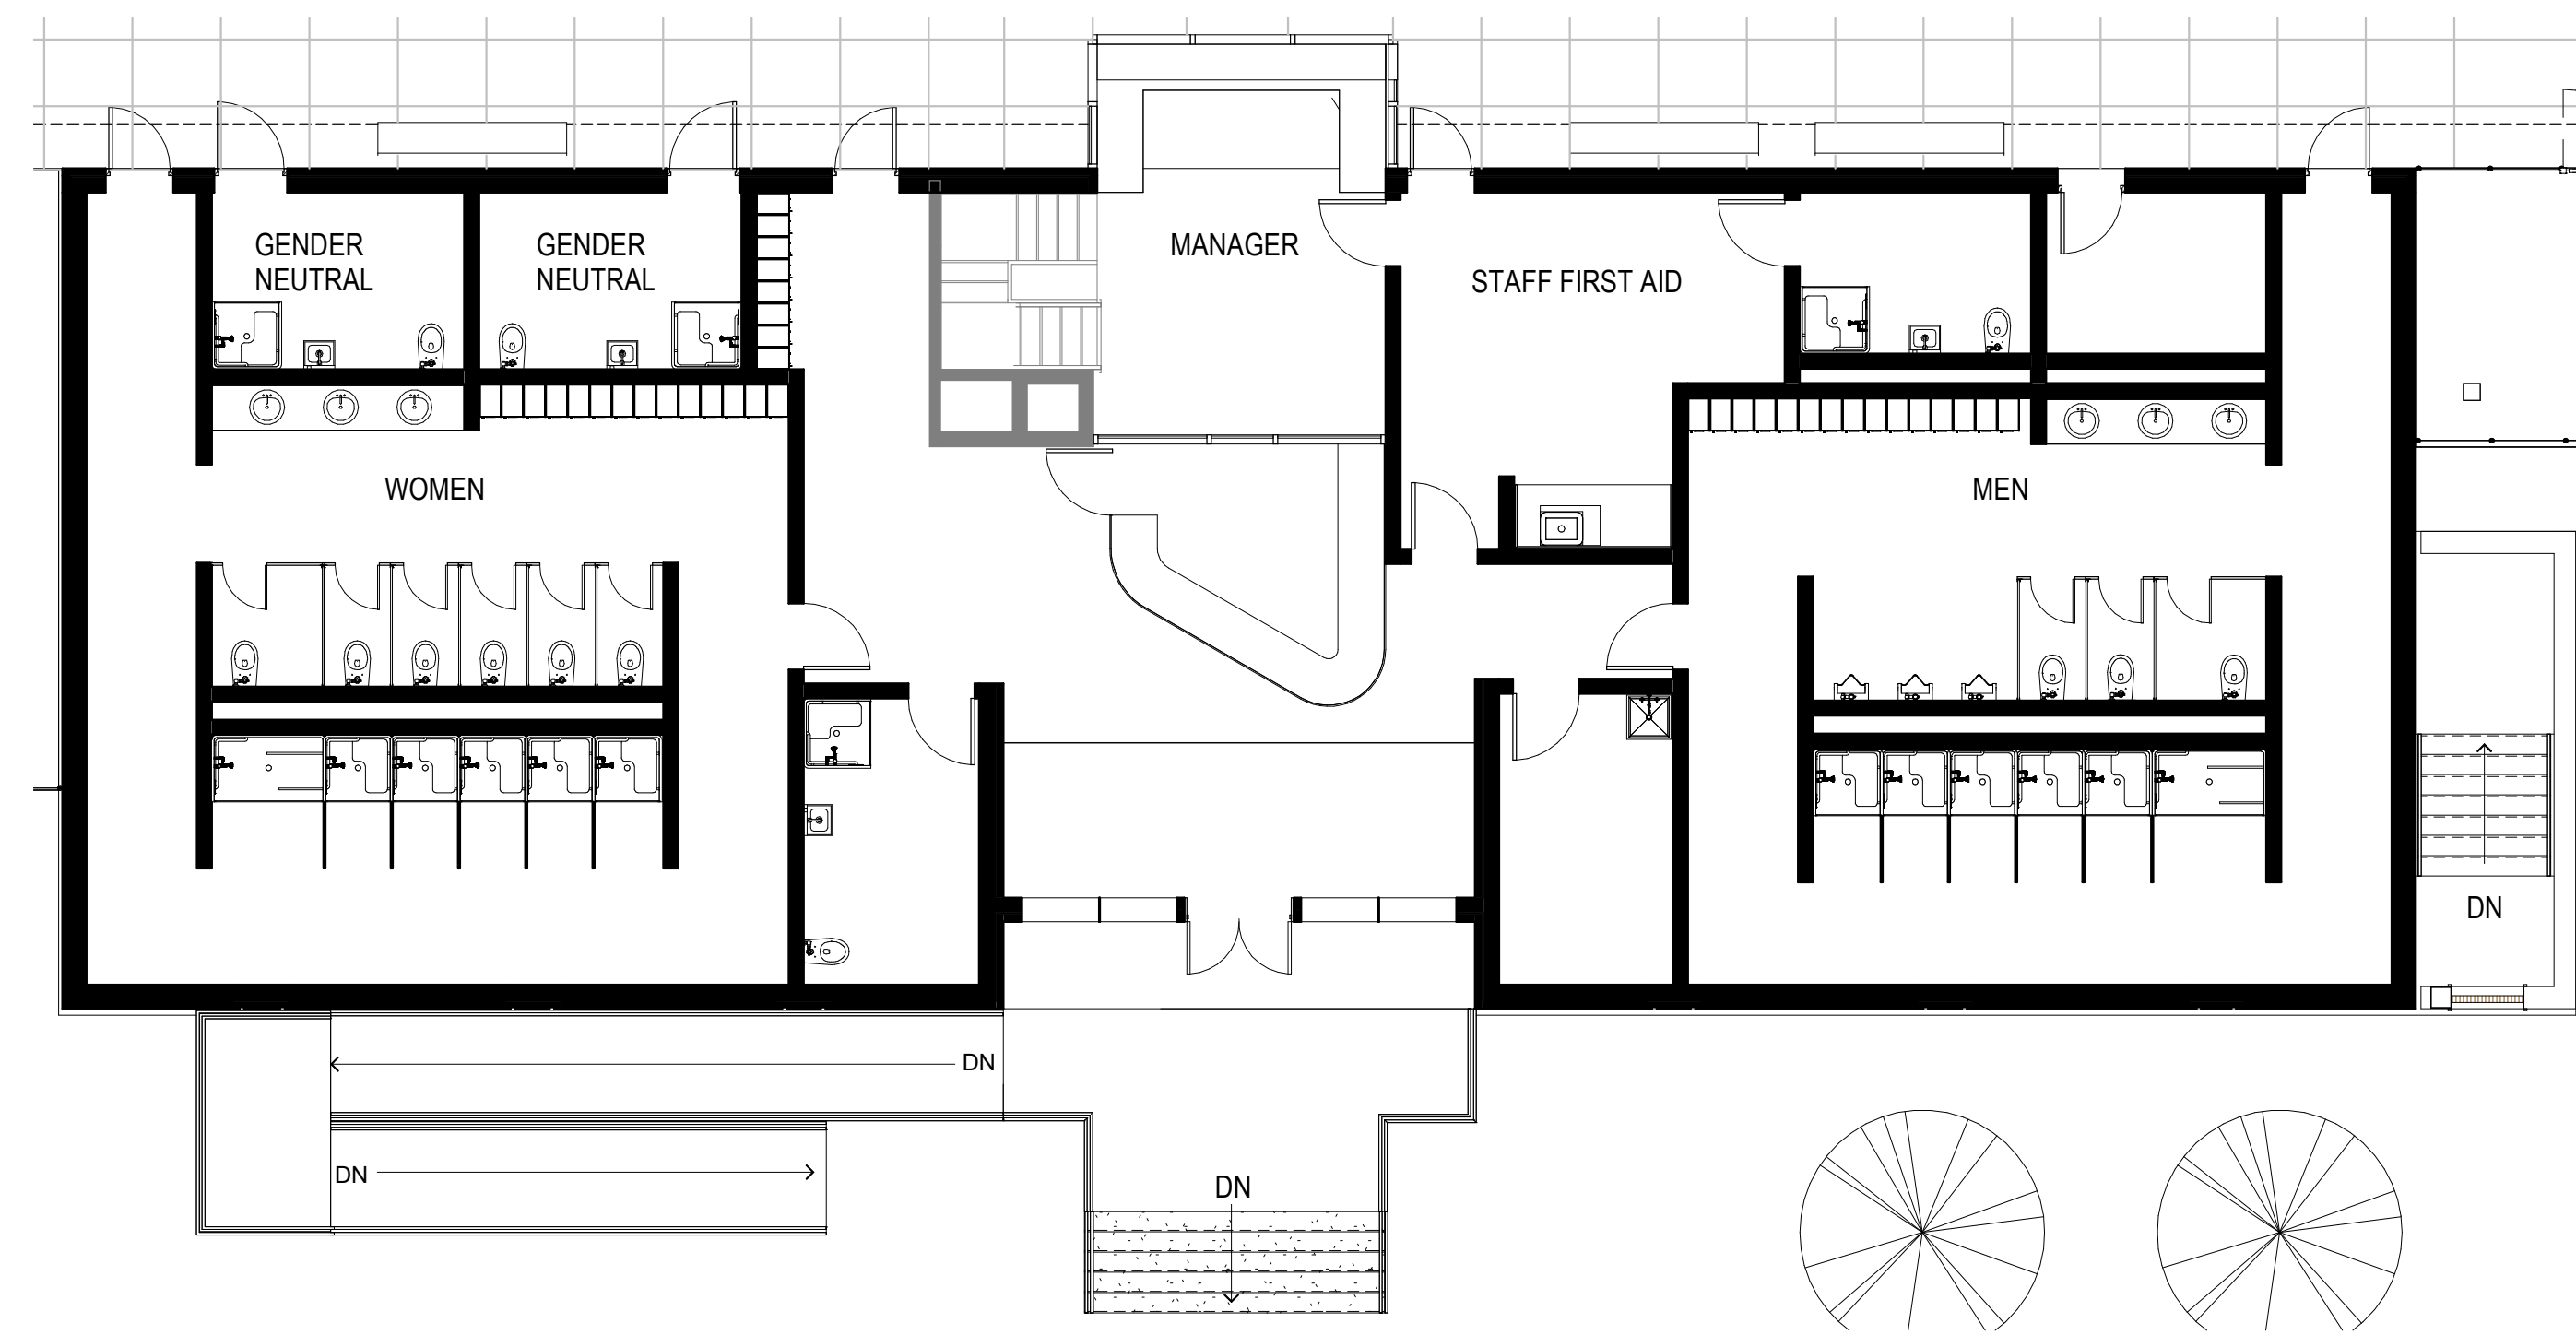 GENDER
NEUTRAL
GENDER
NEUTRAL
MANAGER
STAFF FIRST AID
WOMEN
MEN
DN
DN
DN
DN